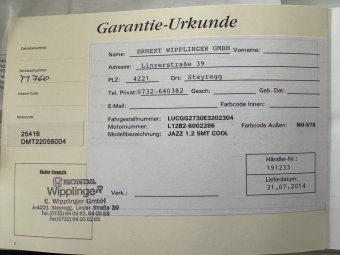 Garantie-Urkunde
Name: ERNEST WIPPLINGER GMBH Vorname:
Adresse: Linzerstraße 39
PLZ: 4221 Ort: Steyregg
Tel. Privat: 0732-640382 Gesch. Geb. Dat.:
E-Mail: Farbcode Innen:
Fahrgestellnummer: LUCGG2730E3202304
Motornummer: L12B2-6002286 Farbcode Außen: NH-578
Modellbezeichnung: JAZZ 1.2 5MT COOL
M760
Radiocode
25416
DMT22056004
Händler-Nr.:
191233
Lieferdatum:
31.07.2014
HONDA
Wipplinger
E. Wipplinger GmbH
A-4221 Steyregg, Linzer Straße 39
Verk.: